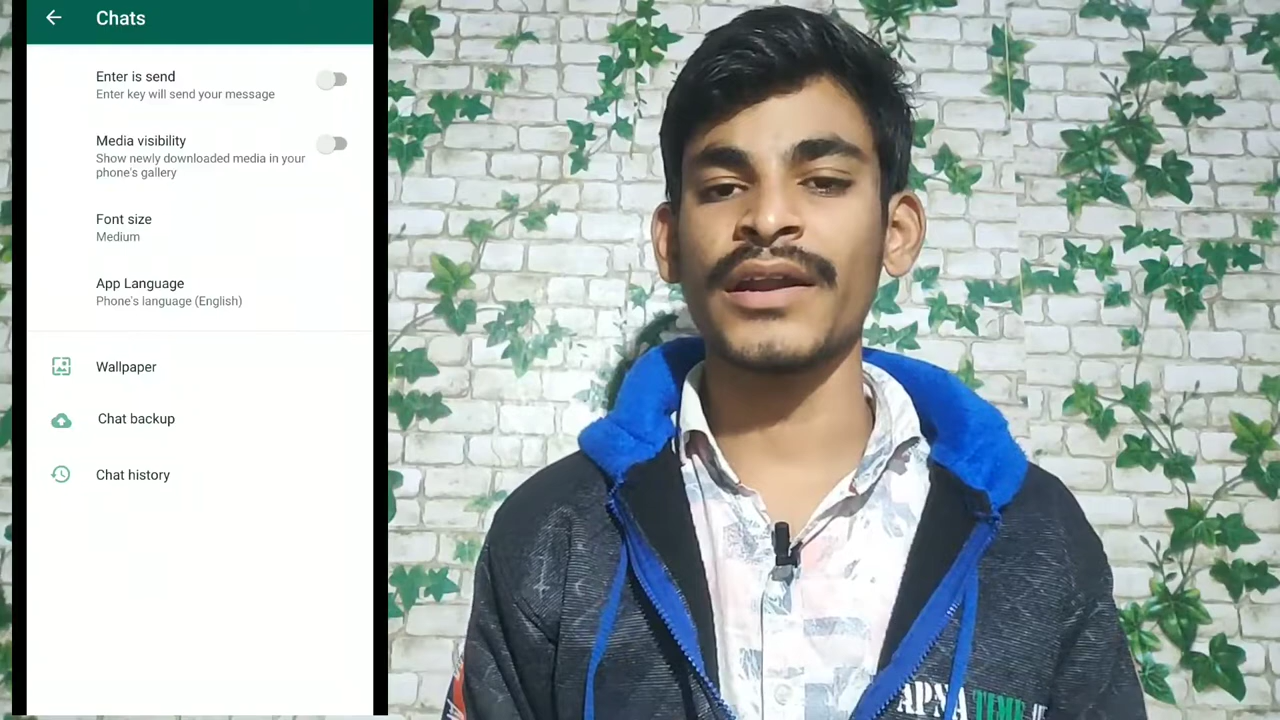 Chats
Enter is send
Enter key will send your message
Media visibility
Show newly downloaded media in your
phone's gallery
Font size
Medium
App Language
Phone's language (English)
Wallpaper
Chat backup
Chat history
APNA TIME